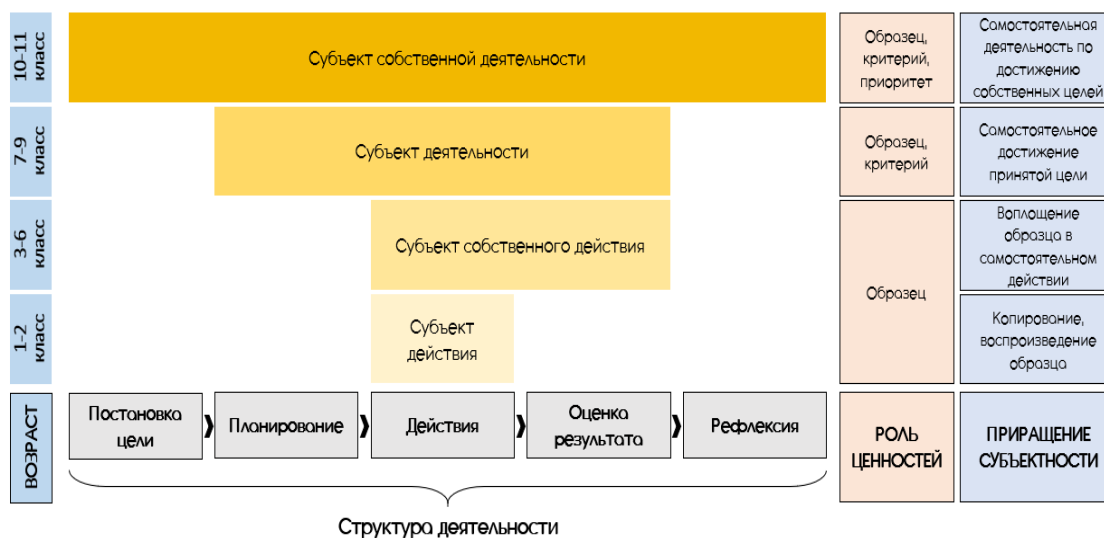 10-11
класс
Субъект собственной деятельности
Образец,
критерий,
приоритет
Самостоятельная
деятельность по
достижению
собственных целей
7-9
класс
Субъект деятельности
Образец,
критерий
Самостоятельное
достижение
принятой цели
3-6
класс
Субъект собственного действия
Образец
Воплощение
образца в
самостоятельном
действии
1-2
класс
Субъект
действия
Копирование,
воспроизведение
образца
ВОЗРАСТ
Постановка
цели
Планирование
Действия
Оценка
результата
Рефлексия
РОЛЬ
ЦЕННОСТЕЙ
ПРИРАЩЕНИЕ
СУБЪЕКТНОСТИ
Структура деятельности